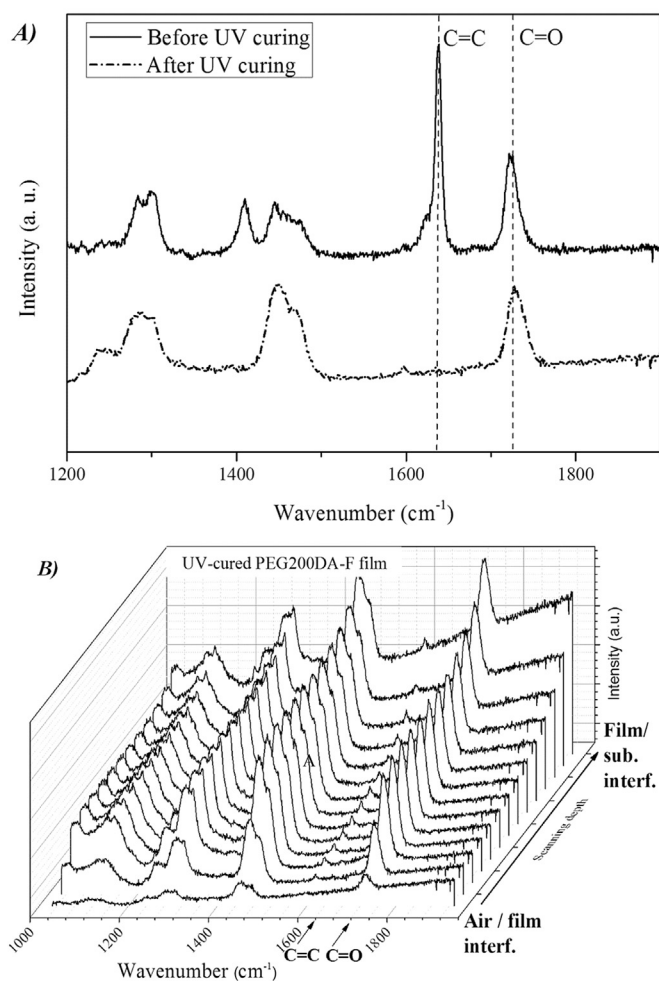 A)
Before UV curing
After UV curing
C=C
C=O
Intensity (a. u.)
1200
1400
1600
1800
Wavenumber (cm-1)
B)
UV-cured PEG200DA-F film
Intensity (a.u.)
Film/
sub.
interf.
Scanning depth
Air / film
interf.
1000
1200
1400
1600
1800
C=C C=O
Wavenumber (cm-1)